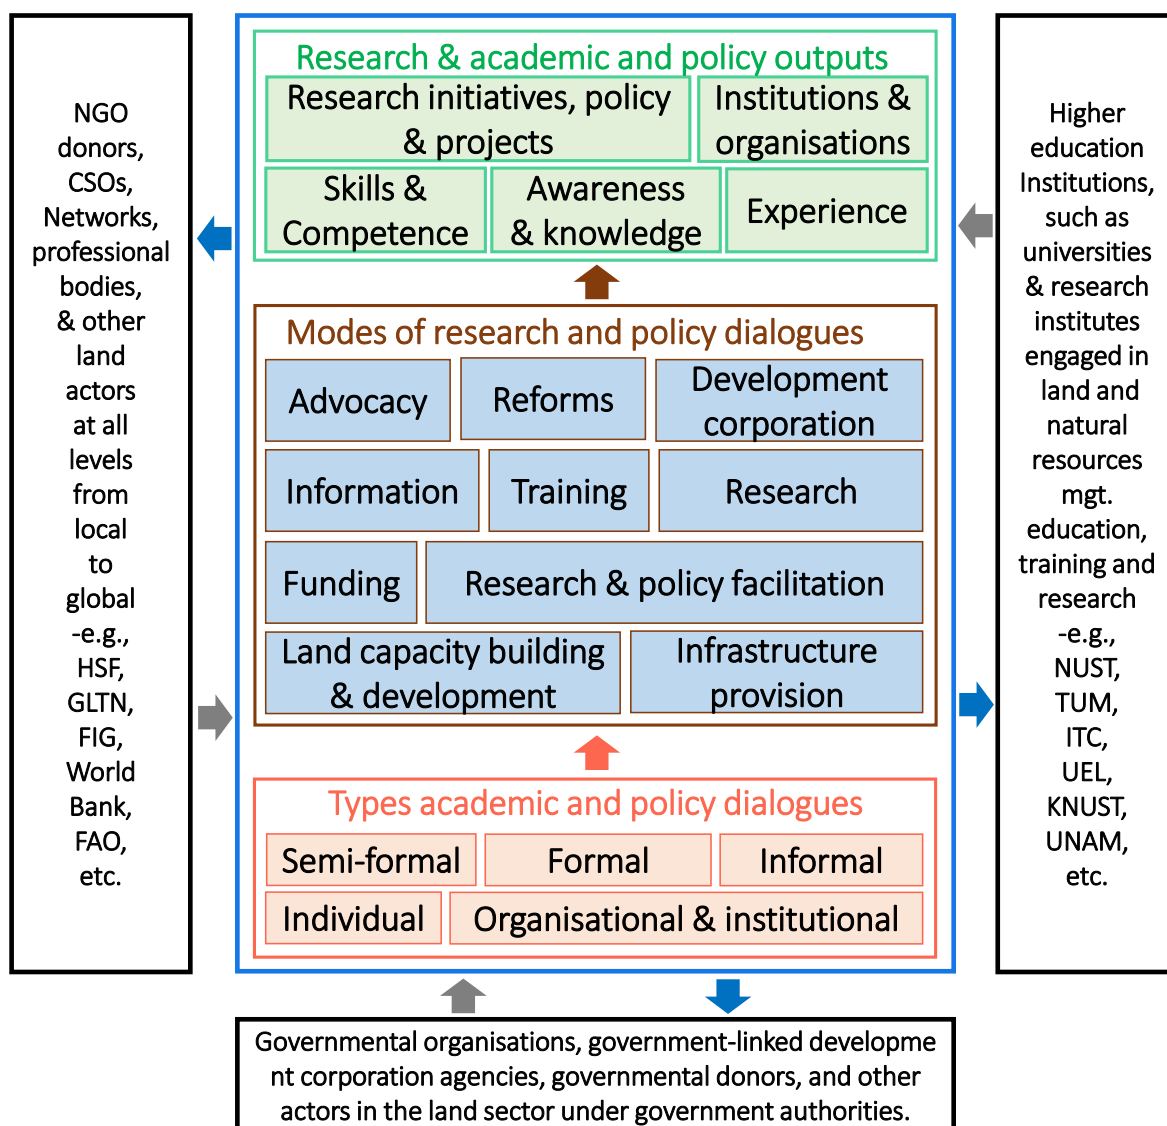 NGO
donors,
CSOs,
Networks,
professional
bodies,
& other
land
actors
at all
levels
from
local
to
global
-e.g.,
HSF,
GLTN,
FIG,
World
Bank,
FAO,
etc.
Research & academic and policy outputs
Research initiatives, policy
& projects
Institutions &
organisations
Skills &
Competence
Awareness
& knowledge
Experience
Modes of research and policy dialogues
Advocacy
Reforms
Development
corporation
Information
Training
Research
Funding
Research & policy facilitation
Land capacity building
& development
Infrastructure
provision
Types academic and policy dialogues
Semi-formal
Formal
Informal
Individual
Organisational & institutional
Higher
education
Institutions,
such as
universities
& research
institutes
engaged in
land and
natural
resources
mgt.
education,
training and
research
-e.g.,
NUST,
TUM,
ITC,
UEL,
KNUST,
UNAM,
etc.
Governmental organisations, government-linked developme
nt corporation agencies, governmental donors, and other
actors in the land sector under government authorities.